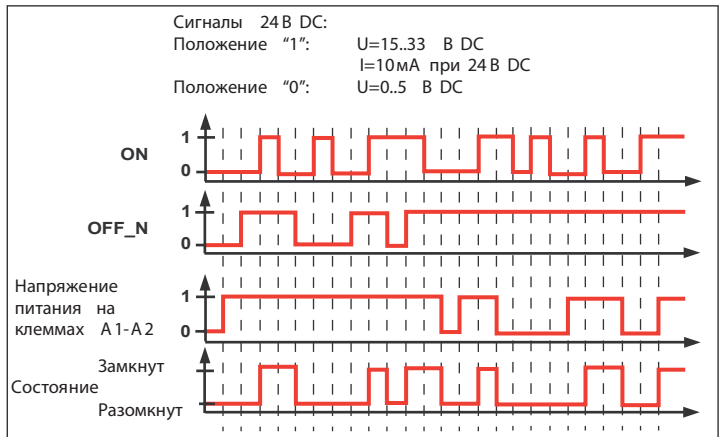 Сигналы 24 В DC:
Положение “1”: U=15..33 В DC
I=10 мА при 24 В DC
Положение “0”: U=0..5 В DC
1
ON
0
1
OFF_N
0
Напряжение
питания на
клеммах А1-А2
1
0
Замкнут
Состояние
Разомкнут